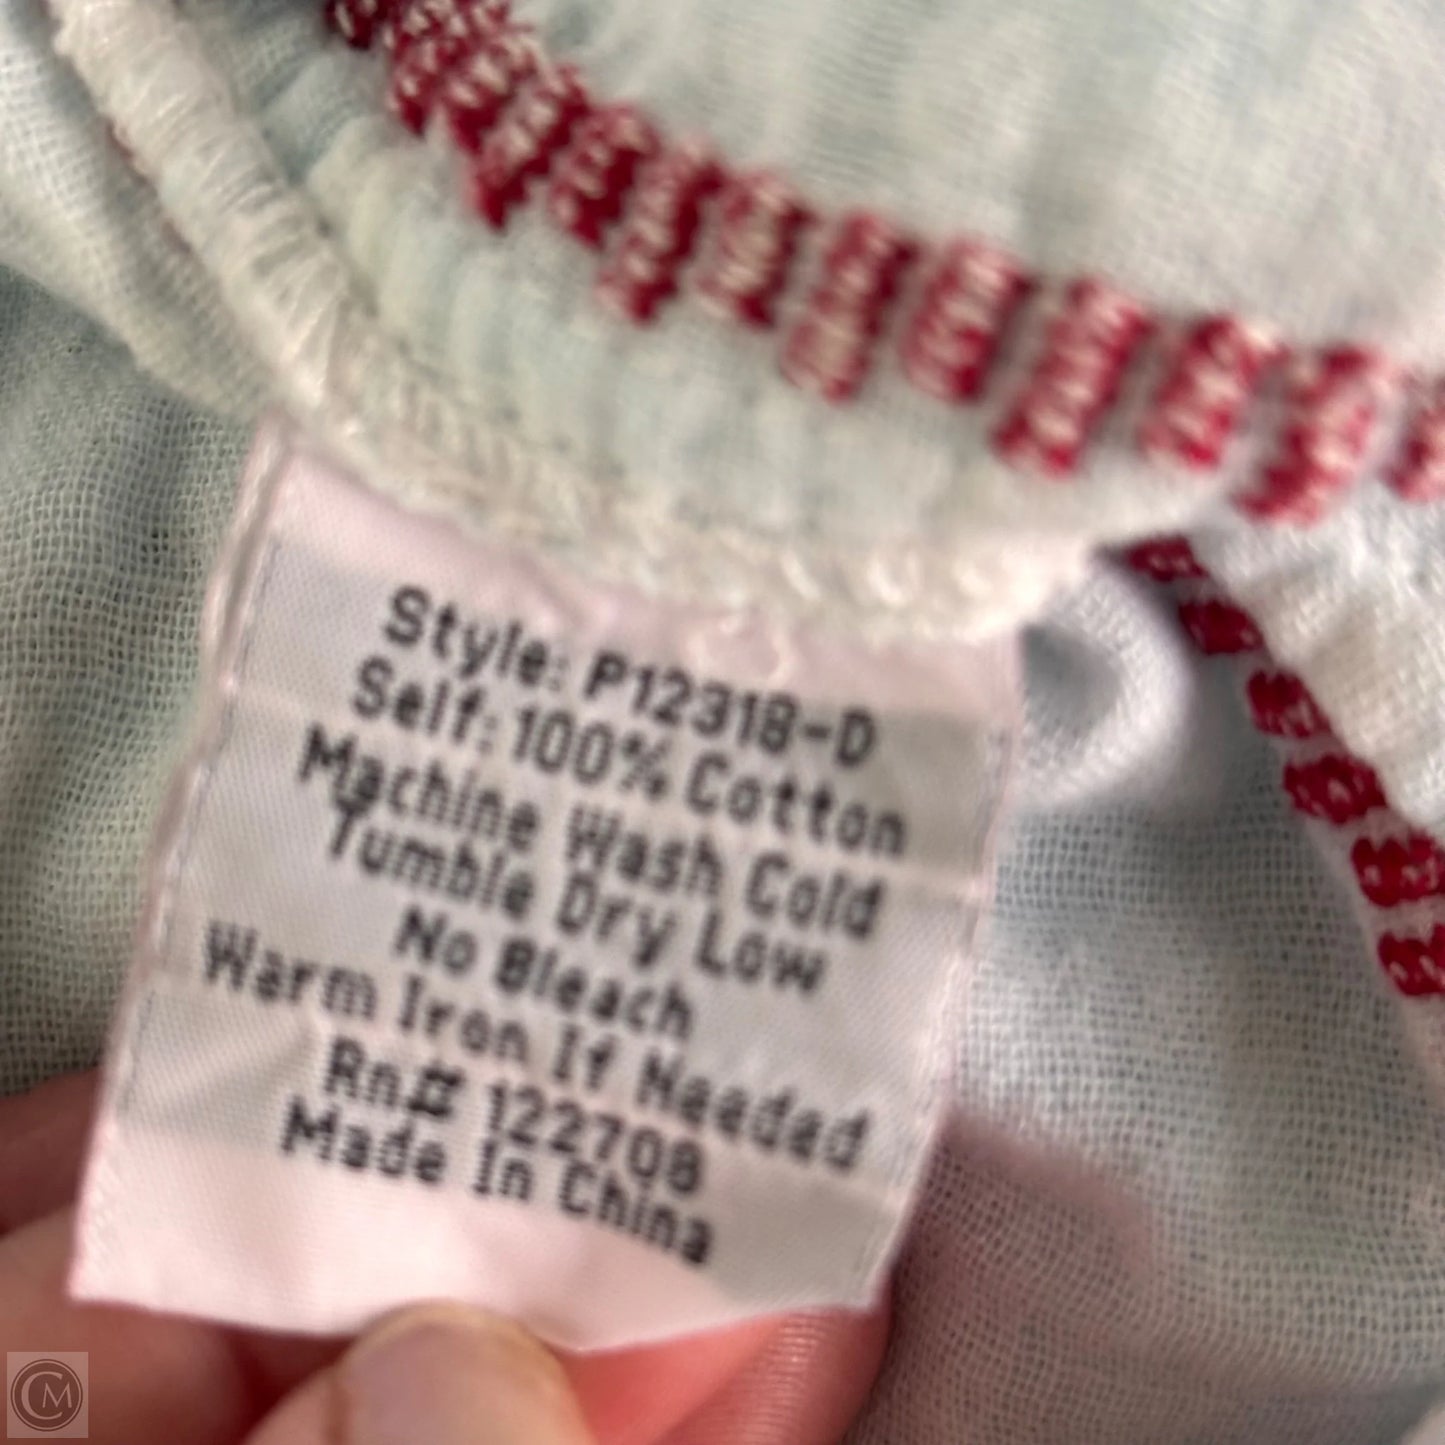 Style: P12318-D
Self: 100% Cotton
Machine Wash Cold
Tumble Dry Low
No Bleach
Warm Iron If Needed
Rn# 122708
Made In China
CM